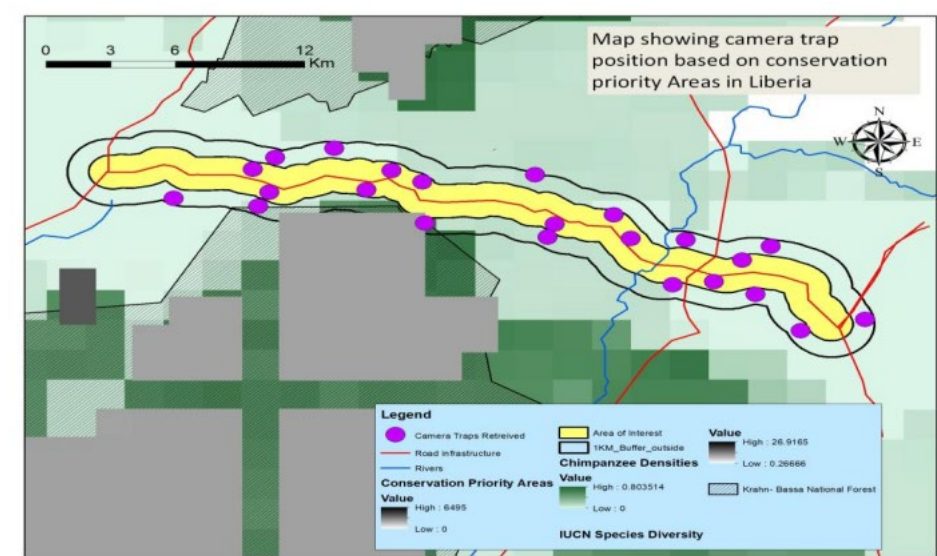 Map showing camera trap
position based on conservation
priority Areas in Liberia
0 3 6 12
Km
N
W E
S
Legend
Camera Traps Retreived
Road infrastructure
Rivers
Conservation Priority Areas
Value
High : 6495
Low : 0
Area of Interest
1KM_Buffer_outside
Chimpanzee Densities
Value
High : 0.803514
Low : 0
IUCN Species Diversity
Value
High : 26.9165
Low : 0.26666
Krahn- Bassa National Forest